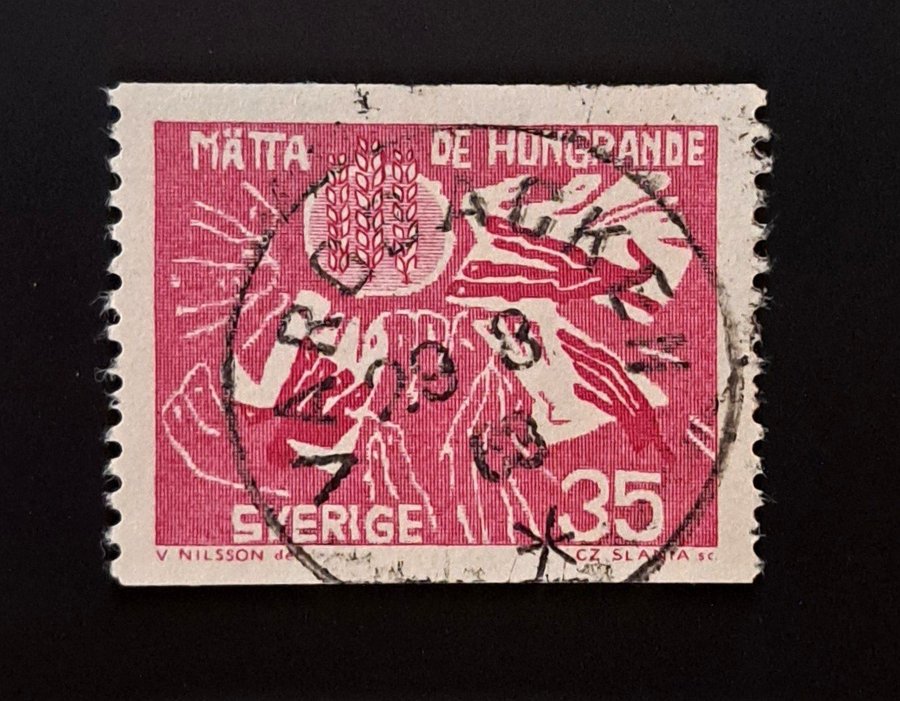 MÄTTA DE HUNGRANDE
SVERIGE 35
V NILSSON CZ. SLANIA sc.